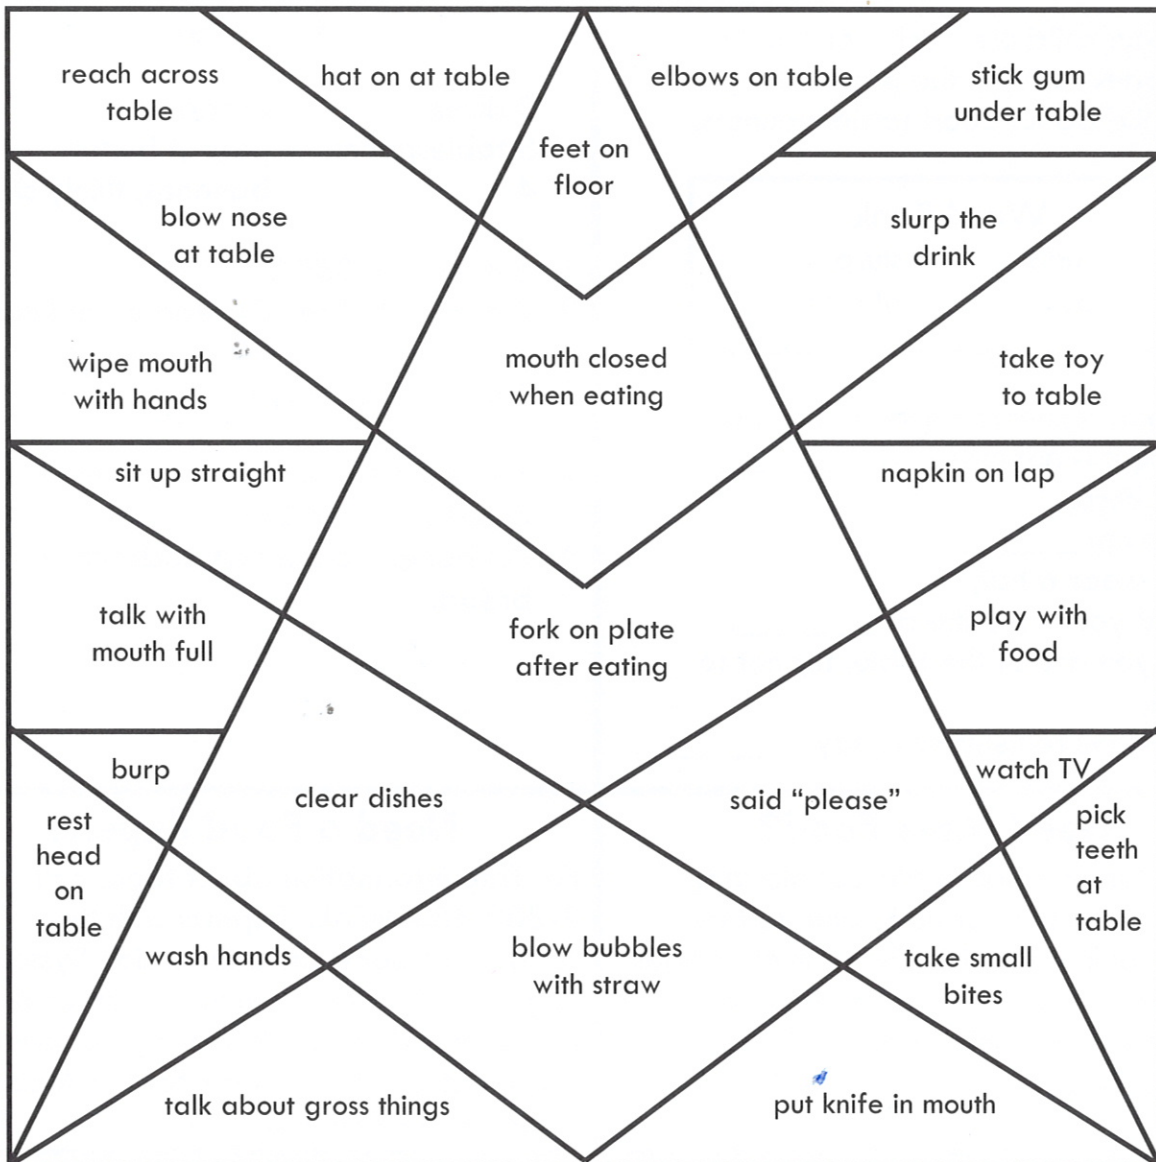 reach across
table
hat on at table
elbows on table
stick gum
under table
feet on
floor
blow nose
at table
slurp the
drink
wipe mouth
with hands
mouth closed
when eating
take toy
to table
sit up straight
napkin on lap
talk with
mouth full
fork on plate
after eating
play with
food
burp
clear dishes
said “please”
watch TV
rest
head
on
table
pick
teeth
at
table
wash hands
blow bubbles
with straw
take small
bites
talk about gross things
put knife in mouth